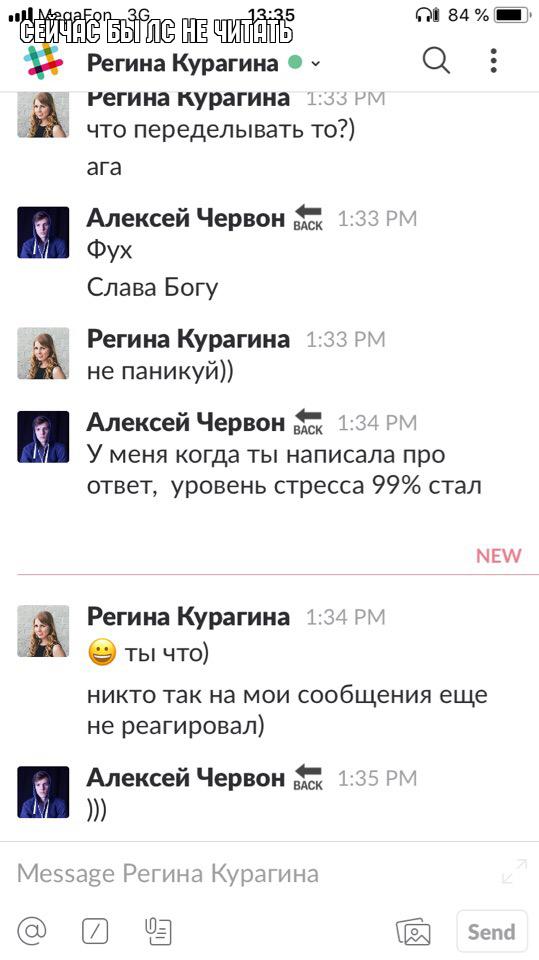 MegaFon 3G 13:35 84 %
СЕЙЧАС БЫ ЛС НЕ ЧИТАТЬ
Регина Курагина
Регина Курагина 1:33 PM
что переделывать то?)
ага
Алексей Червон BACK 1:33 PM
Фух
Слава Богу
Регина Курагина 1:33 PM
не паникуй))
Алексей Червон BACK 1:34 PM
У меня когда ты написала про
ответ, уровень стресса 99% стал
NEW
Регина Курагина 1:34 PM
😀 ты что)
никто так на мои сообщения еще
не реагировал)
Алексей Червон BACK 1:35 PM
)))
Message Регина Курагина
Send